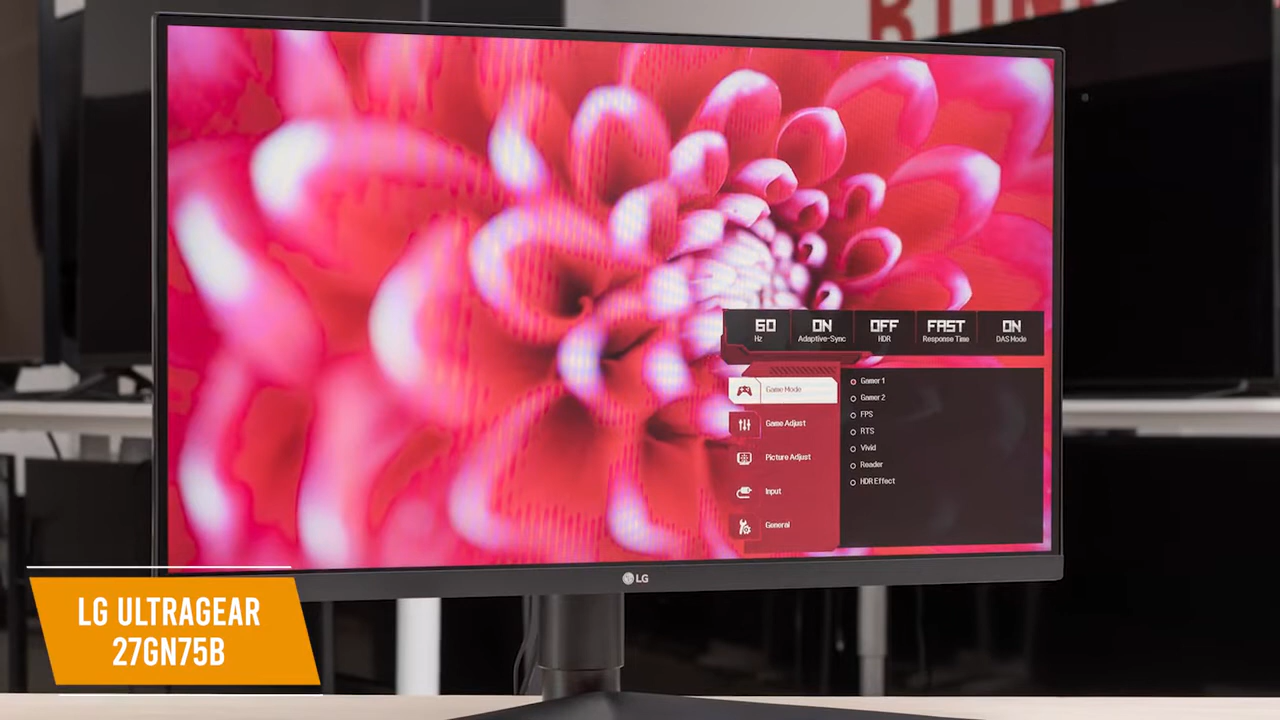 60 ON OFF FAST ON
Hz Adaptive-Sync HDR Response Time DAS Mode
Game Mode
Game Adjust
Picture Adjust
Input
General
Gamer 1
Gamer 2
FPS
RTS
Vivid
Reader
HDR Effect
LG
LG ULTRAGEAR
27GN75B